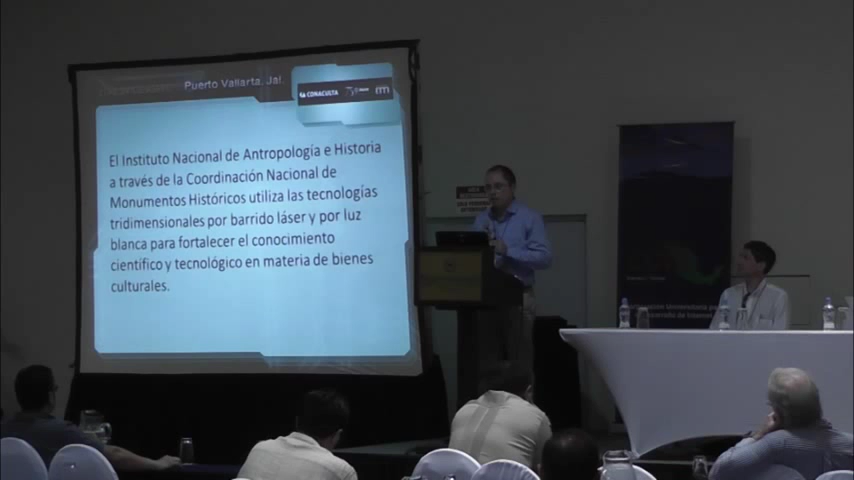 Puerto Vallarta, Jal.
CONACULTA
El Instituto Nacional de Antropología e Historia
a través de la Coordinación Nacional de
Monumentos Históricos utiliza las tecnologías
tridimensionales por barrido láser y por luz
blanca para fortalecer el conocimiento
científico y tecnológico en materia de bienes
culturales.